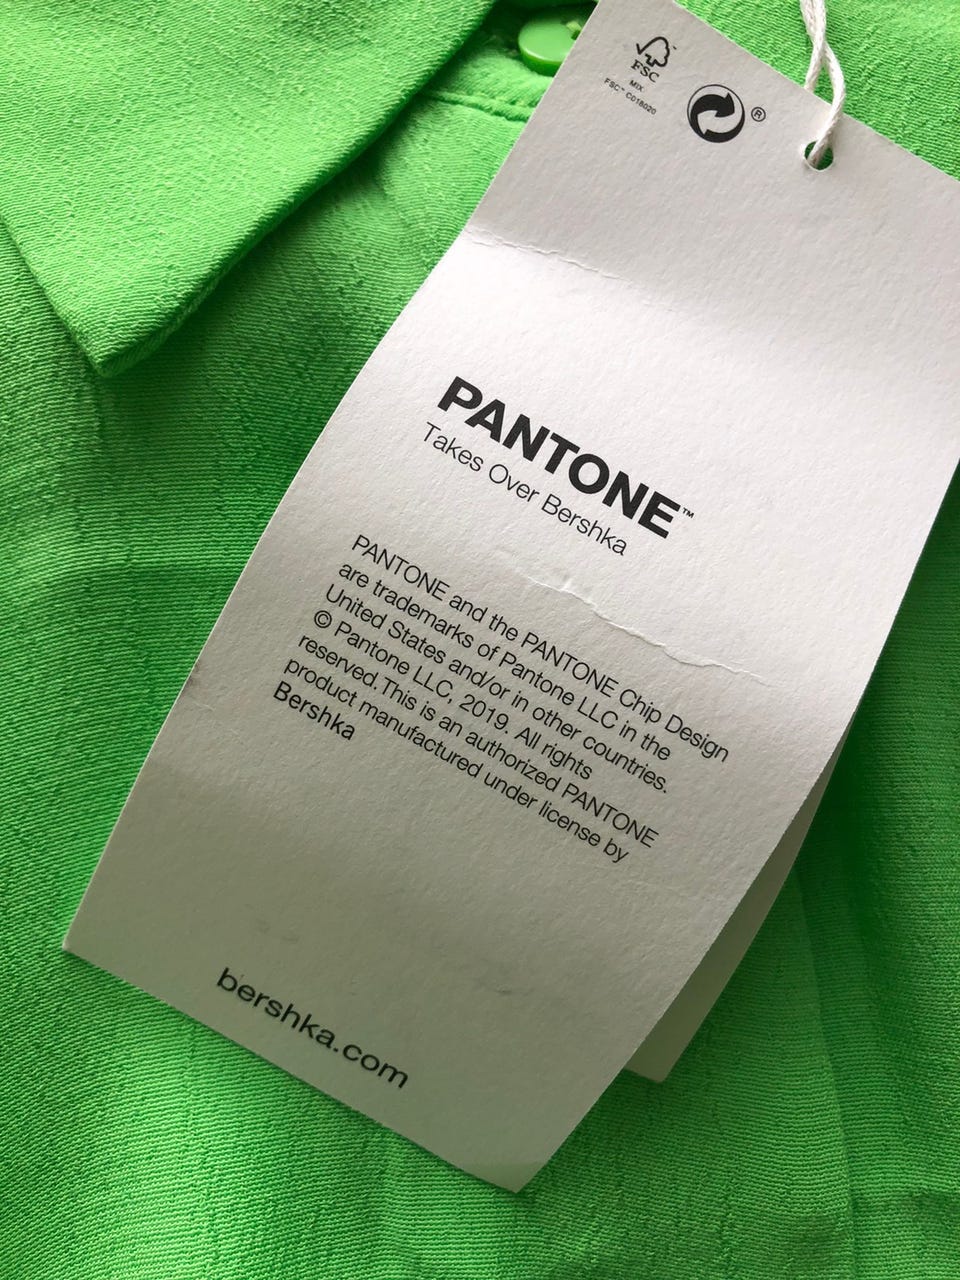 FSC
MIX
FSC™ C018020
®
PANTONE™
Takes Over Bershka
PANTONE and the PANTONE Chip Design
are trademarks of Pantone LLC in the
United States and/or in other countries.
© Pantone LLC, 2019. All rights
reserved.This is an authorized PANTONE
product manufactured under license by
Bershka
bershka.com